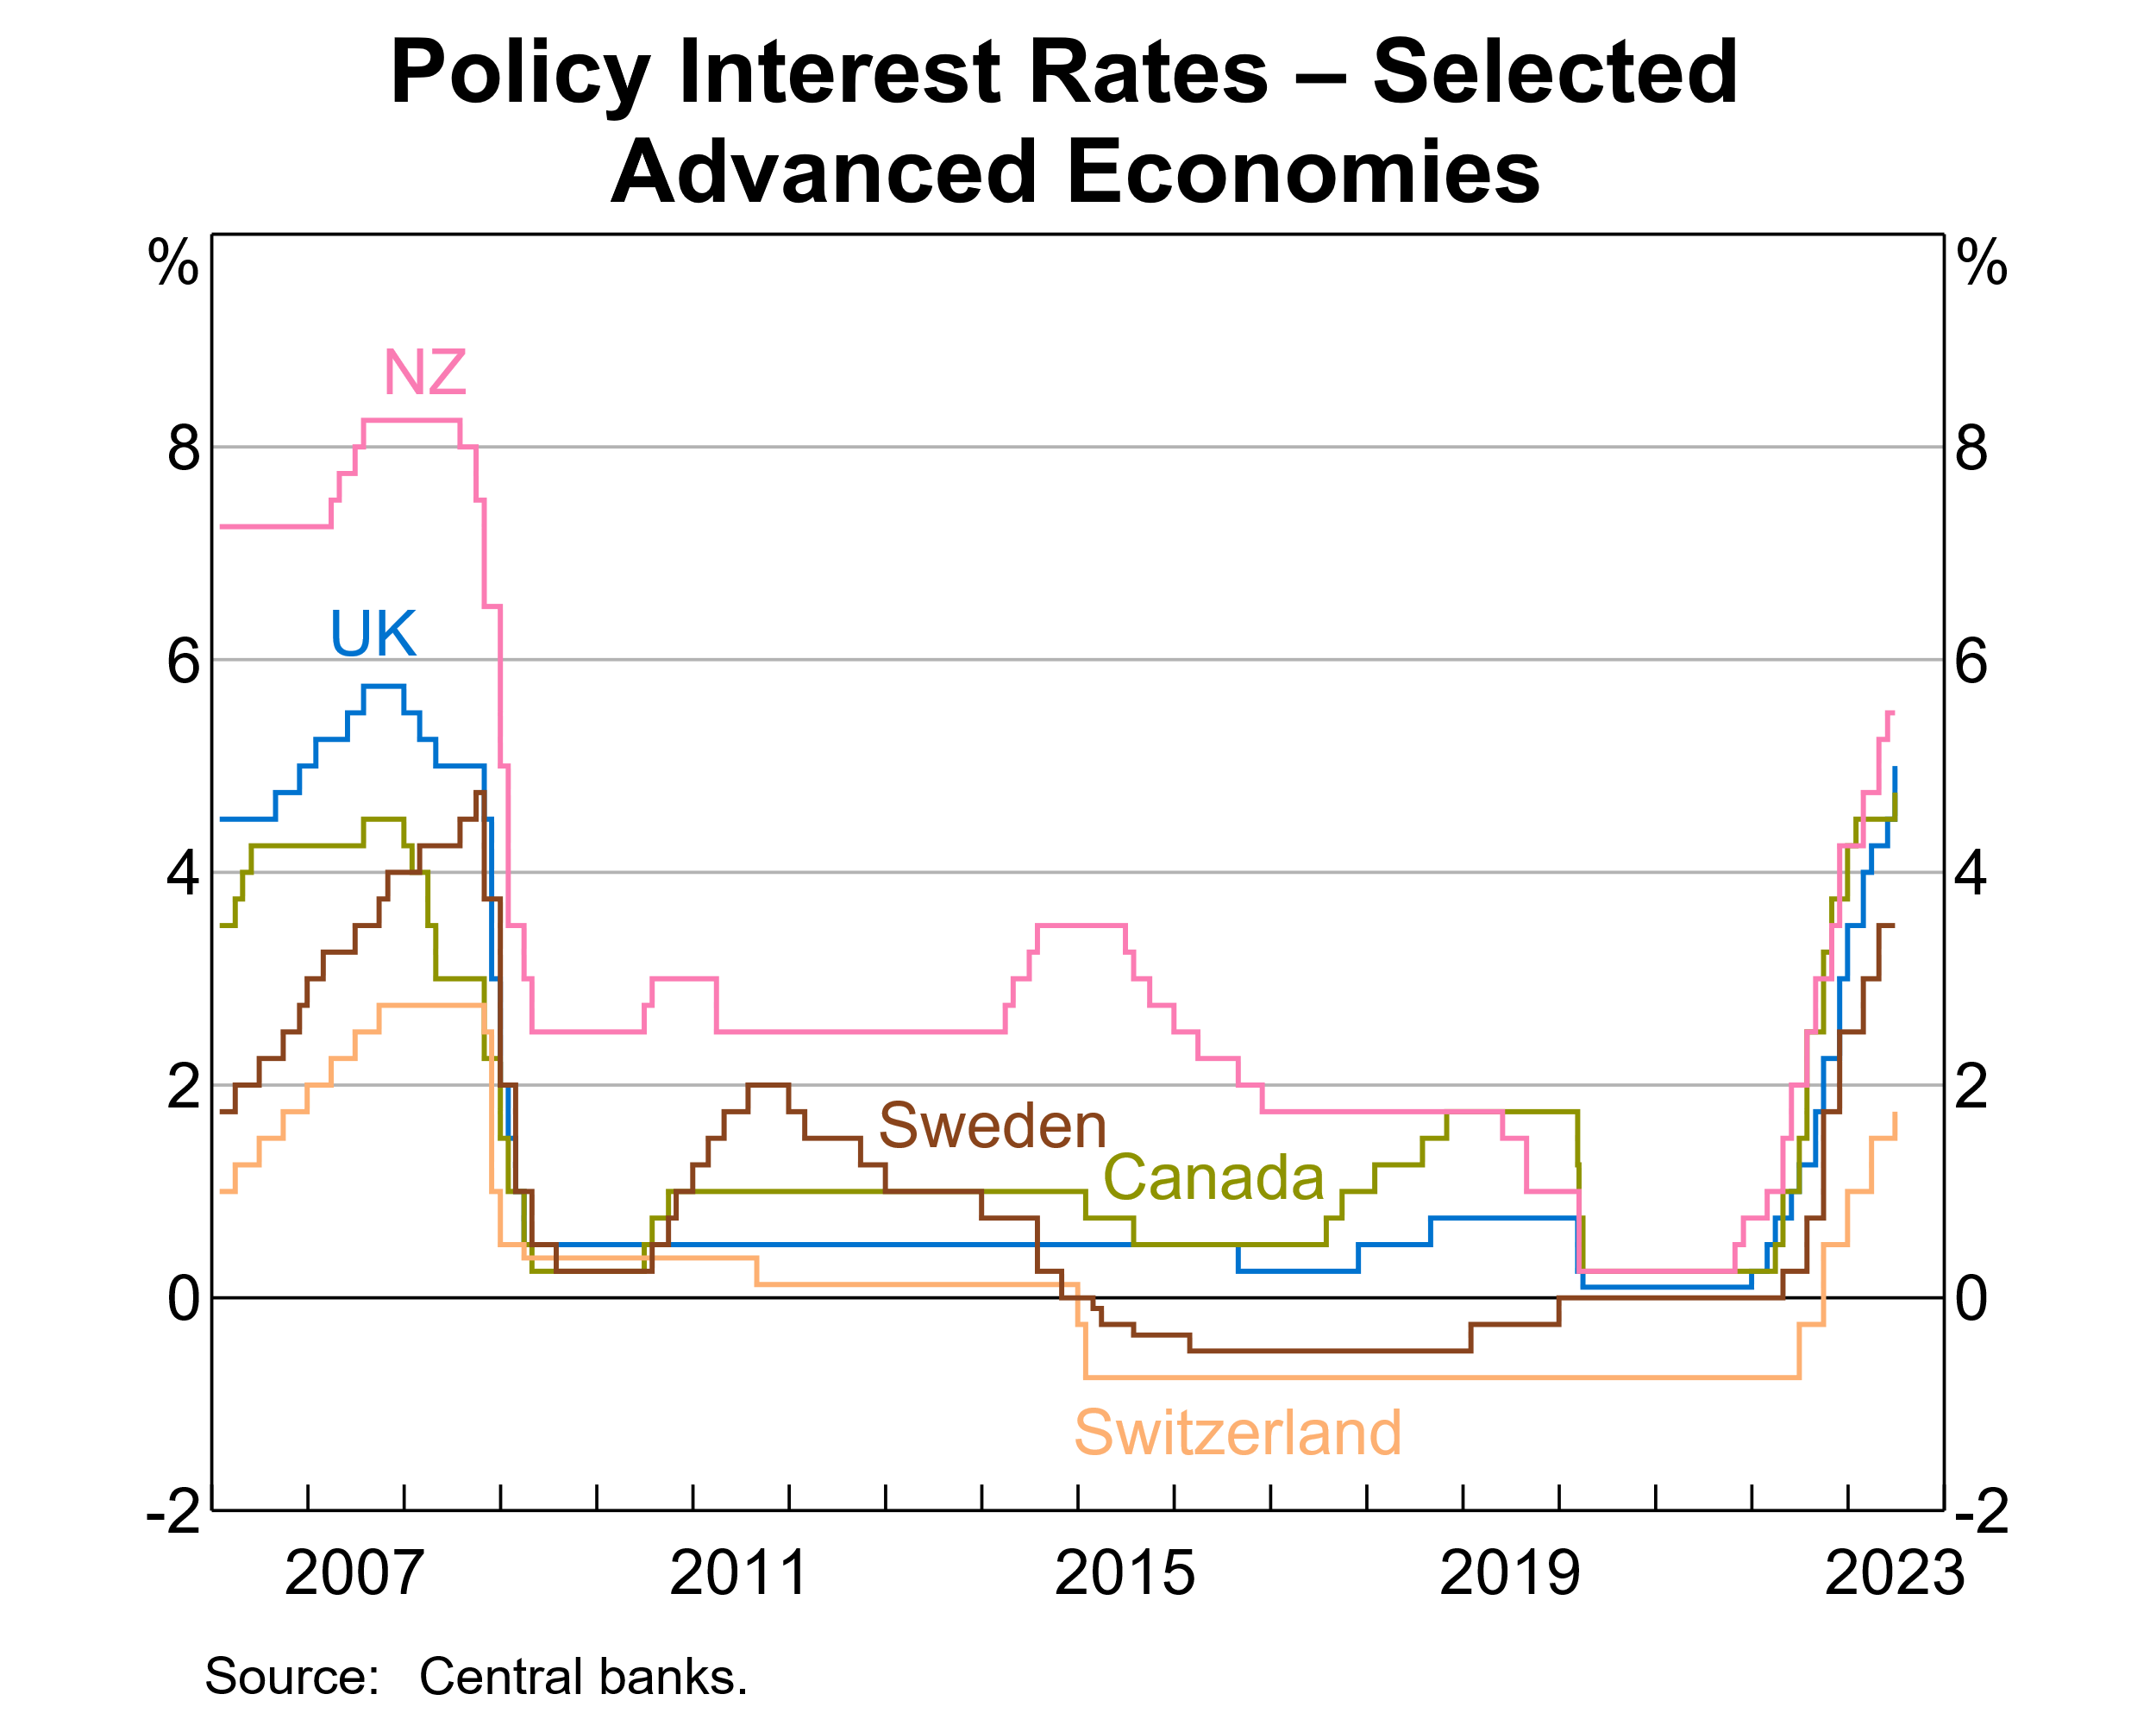 Policy Interest Rates – Selected
Advanced Economies
% %
NZ
8 8
UK
6 6
4 4
2 2
Sweden
Canada
0 0
Switzerland
-2 -2
2007 2011 2015 2019 2023
Source: Central banks.